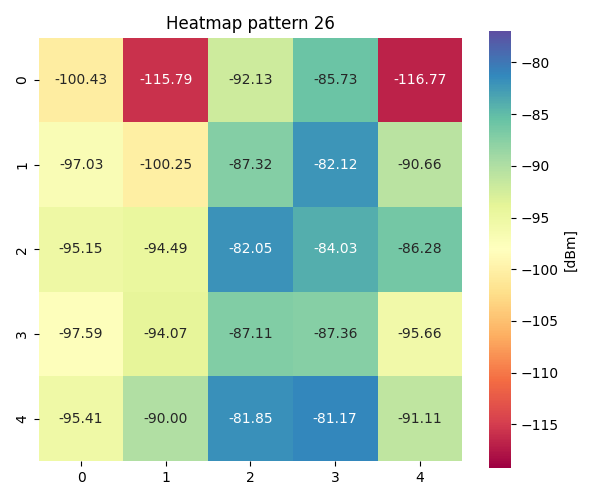 Heatmap pattern 26
0 -100.43 -115.79 -92.13 -85.73 -116.77
1 -97.03 -100.25 -87.32 -82.12 -90.66
2 -95.15 -94.49 -82.05 -84.03 -86.28
3 -97.59 -94.07 -87.11 -87.36 -95.66
4 -95.41 -90.00 -81.85 -81.17 -91.11
0 1 2 3 4
−80
−85
−90
−95
−100
−105
−110
−115
[dBm]